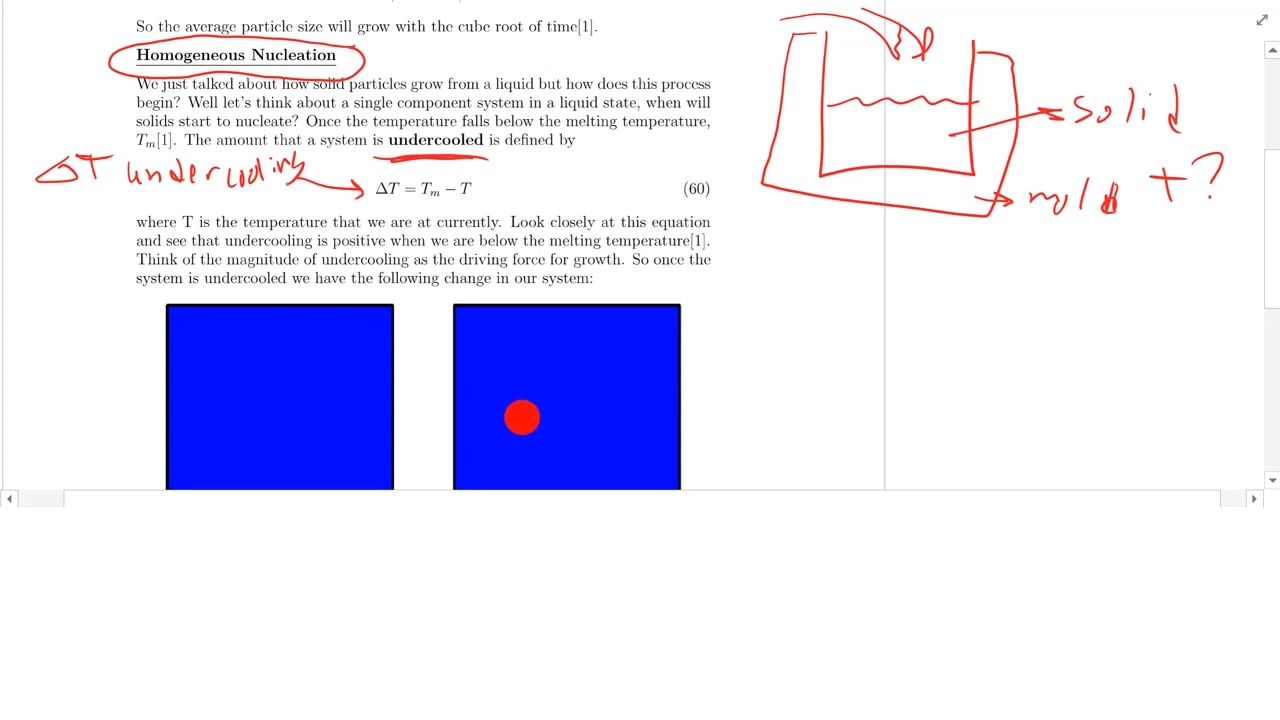 So the average particle size will grow with the cube root of time[1].
Homogeneous Nucleation
We just talked about how solid particles grow from a liquid but how does this process
begin? Well let's think about a single component system in a liquid state, when will
solids start to nucleate? Once the temperature falls below the melting temperature,
Tm[1]. The amount that a system is undercooled is defined by
ΔT undercooling
ΔT = Tm − T (60)
where T is the temperature that we are at currently. Look closely at this equation
and see that undercooling is positive when we are below the melting temperature[1].
Think of the magnitude of undercooling as the driving force for growth. So once the
system is undercooled we have the following change in our system:
solid
mold t?